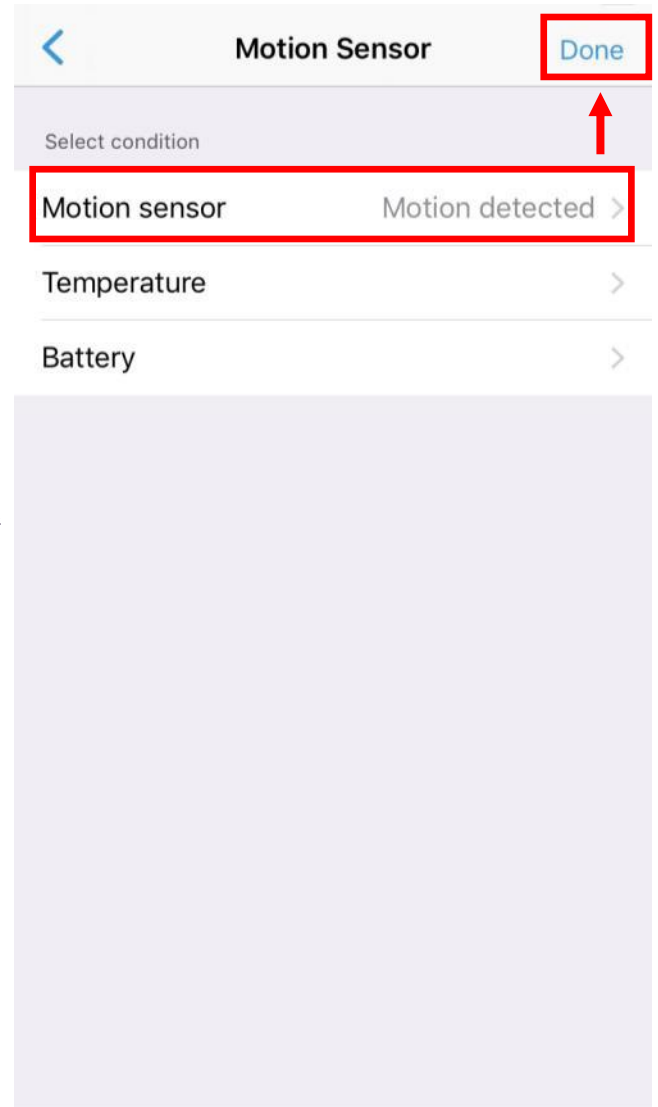 Motion Sensor Done
Select condition
Motion sensor Motion detected
Temperature
Battery